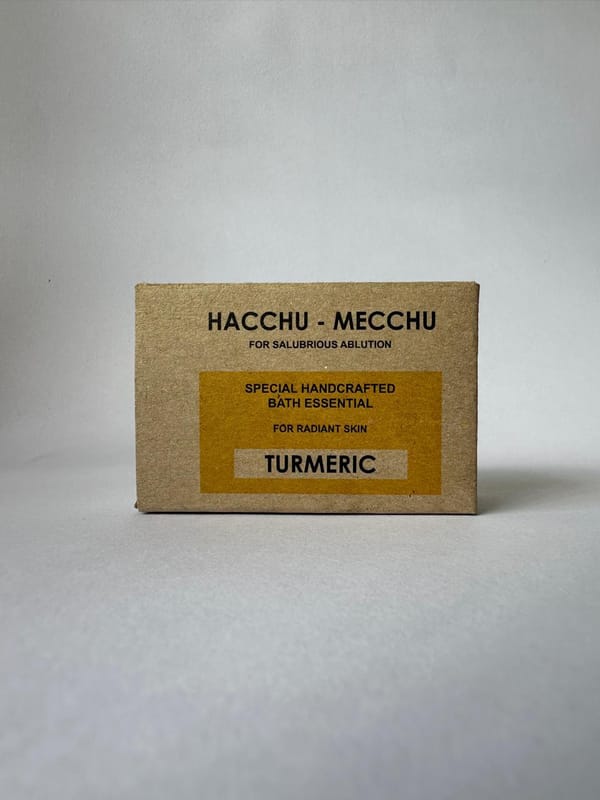 HACCHU - MECCHU
FOR SALUBRIOUS ABLUTION
SPECIAL HANDCRAFTED
BATH ESSENTIAL
FOR RADIANT SKIN
TURMERIC